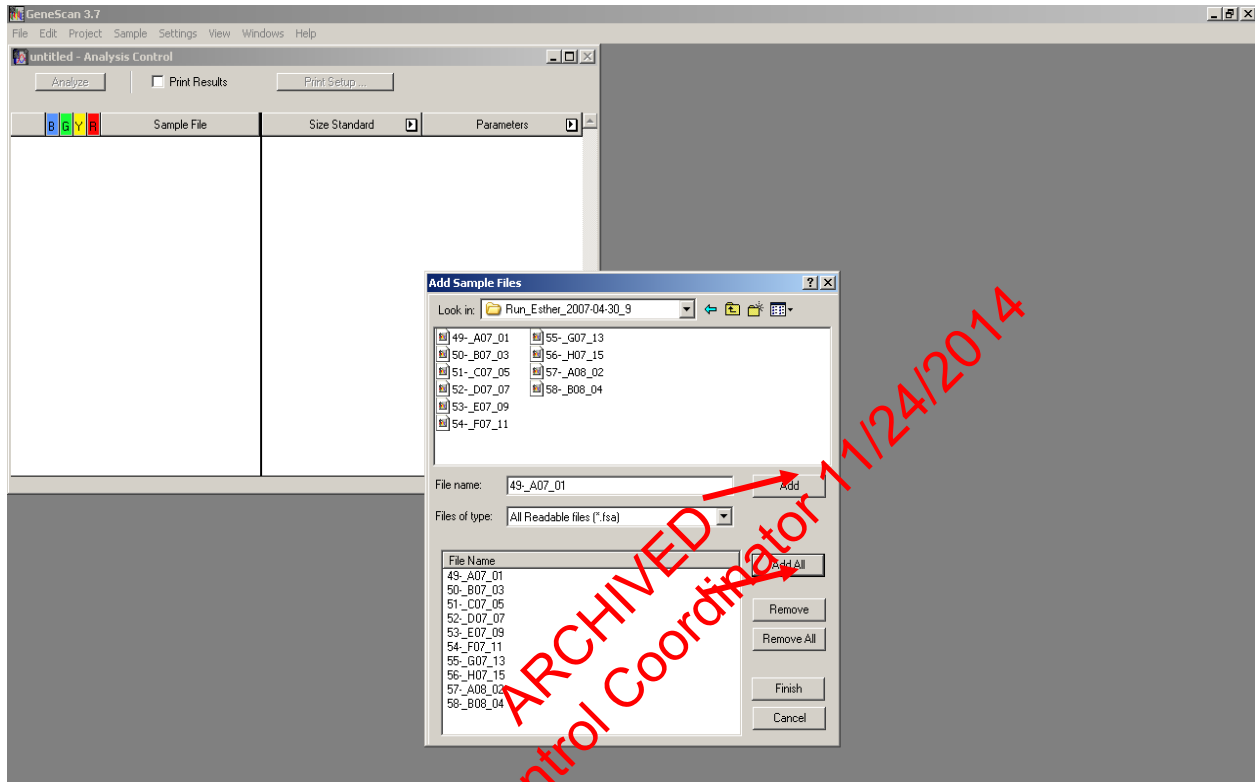 GeneScan 3.7
File Edit Project Sample Settings View Windows Help
untitled - Analysis Control
Analyze Print Results Print Setup ...
B G Y R Sample File Size Standard Parameters
Add Sample Files
Look in: Run_Esther_2007-04-30_9
49-_A07_01 55-_G07_13
50-_B07_03 56-_H07_15
51-_C07_05 57-_A08_02
52-_D07_07 58-_B08_04
53-_E07_09
54-_F07_11
File name: 49-_A07_01 Add
Files of type: All Readable files (*.fsa)
File Name Add All
49-_A07_01
50-_B07_03
51-_C07_05
52-_D07_07
53-_E07_09
54-_F07_11
55-_G07_13
56-_H07_15
57-_A08_02
58-_B08_04
Remove
Remove All
Finish
Cancel
ARCHIVED
ntrol Coordinator 11/24/2014